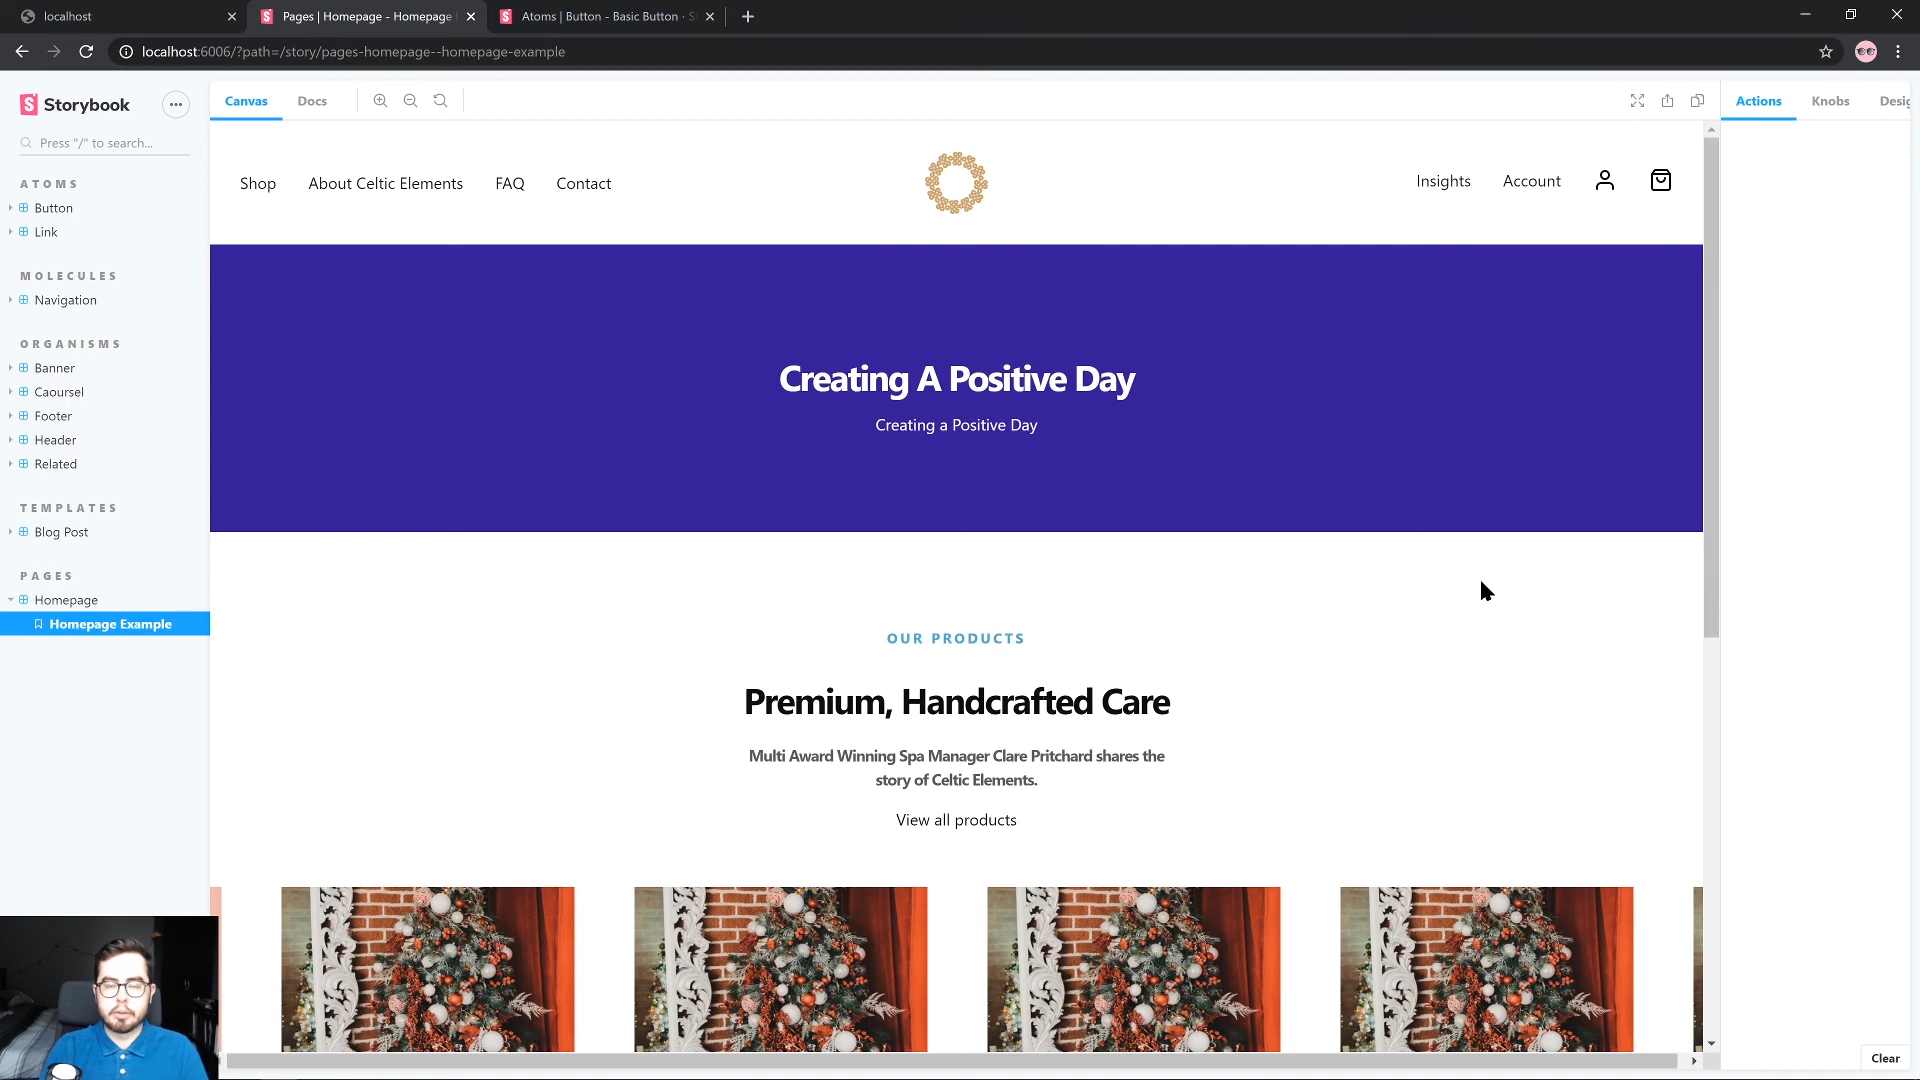 localhost
Pages | Homepage - Homepage
Atoms | Button - Basic Button · S
localhost:6006/?path=/story/pages-homepage--homepage-example
Storybook
Canvas
Docs
Actions
Knobs
Desig
Press "/" to search...
ATOMS
Button
Link
MOLECULES
Navigation
ORGANISMS
Banner
Caoursel
Footer
Header
Related
TEMPLATES
Blog Post
PAGES
Homepage
Homepage Example
Shop
About Celtic Elements
FAQ
Contact
Insights
Account
Creating A Positive Day
Creating a Positive Day
OUR PRODUCTS
Premium, Handcrafted Care
Multi Award Winning Spa Manager Clare Pritchard shares the
story of Celtic Elements.
View all products
Clear